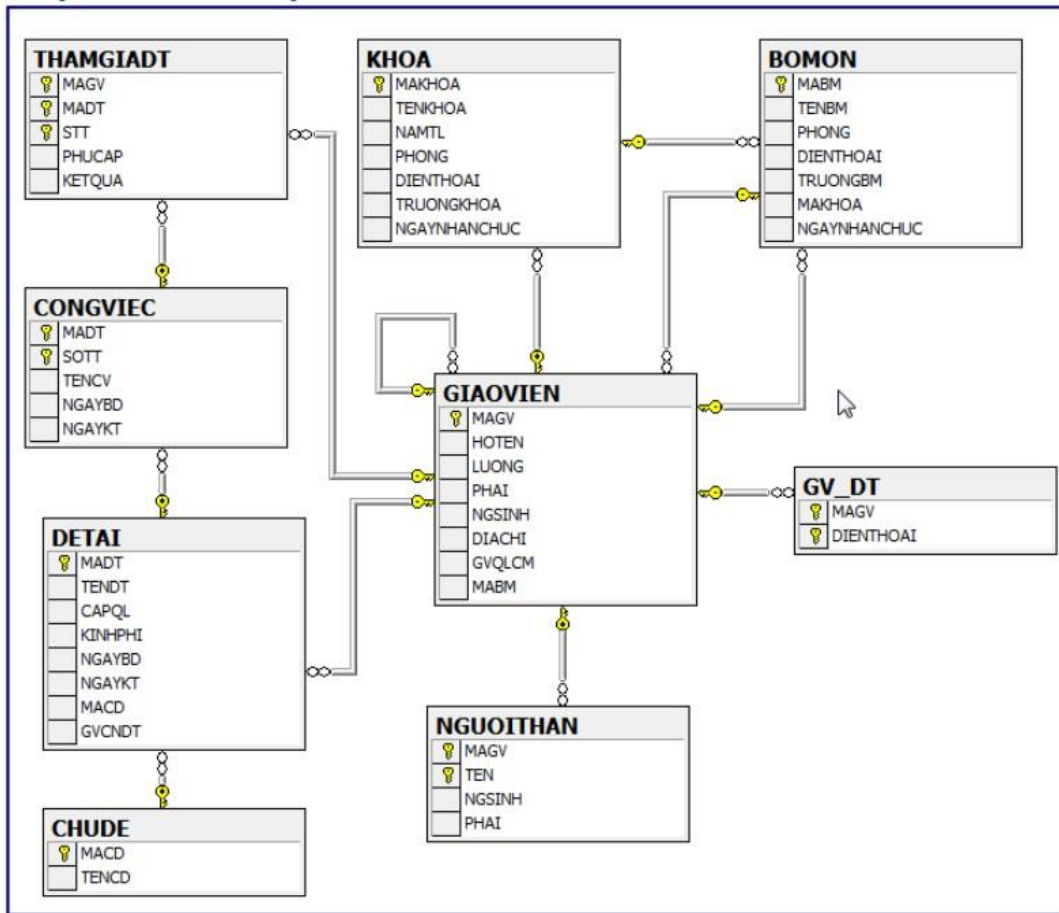 THAMGIADT
MAGV
MADT
STT
PHUCAP
KETQUA
KHOA
MAKHOA
TENKHOA
NAMTL
PHONG
DIENTHOAI
TRUONGKHOA
NGAYNHANCHUC
BOMON
MABM
TENBM
PHONG
DIENTHOAI
TRUONGBM
MAKHOA
NGAYNHANCHUC
CONGVIEC
MADT
SOTT
TENCV
NGAYBD
NGAYKT
GIAOVIEN
MAGV
HOTEN
LUONG
PHAI
NGSINH
DIACHI
GVQLCM
MABM
GV_DT
MAGV
DIENTHOAI
DETAI
MADT
TENDT
CAPQL
KINHPHI
NGAYBD
NGAYKT
MACD
GVCNDT
NGUOITHAN
MAGV
TEN
NGSINH
PHAI
CHUDE
MACD
TENCD